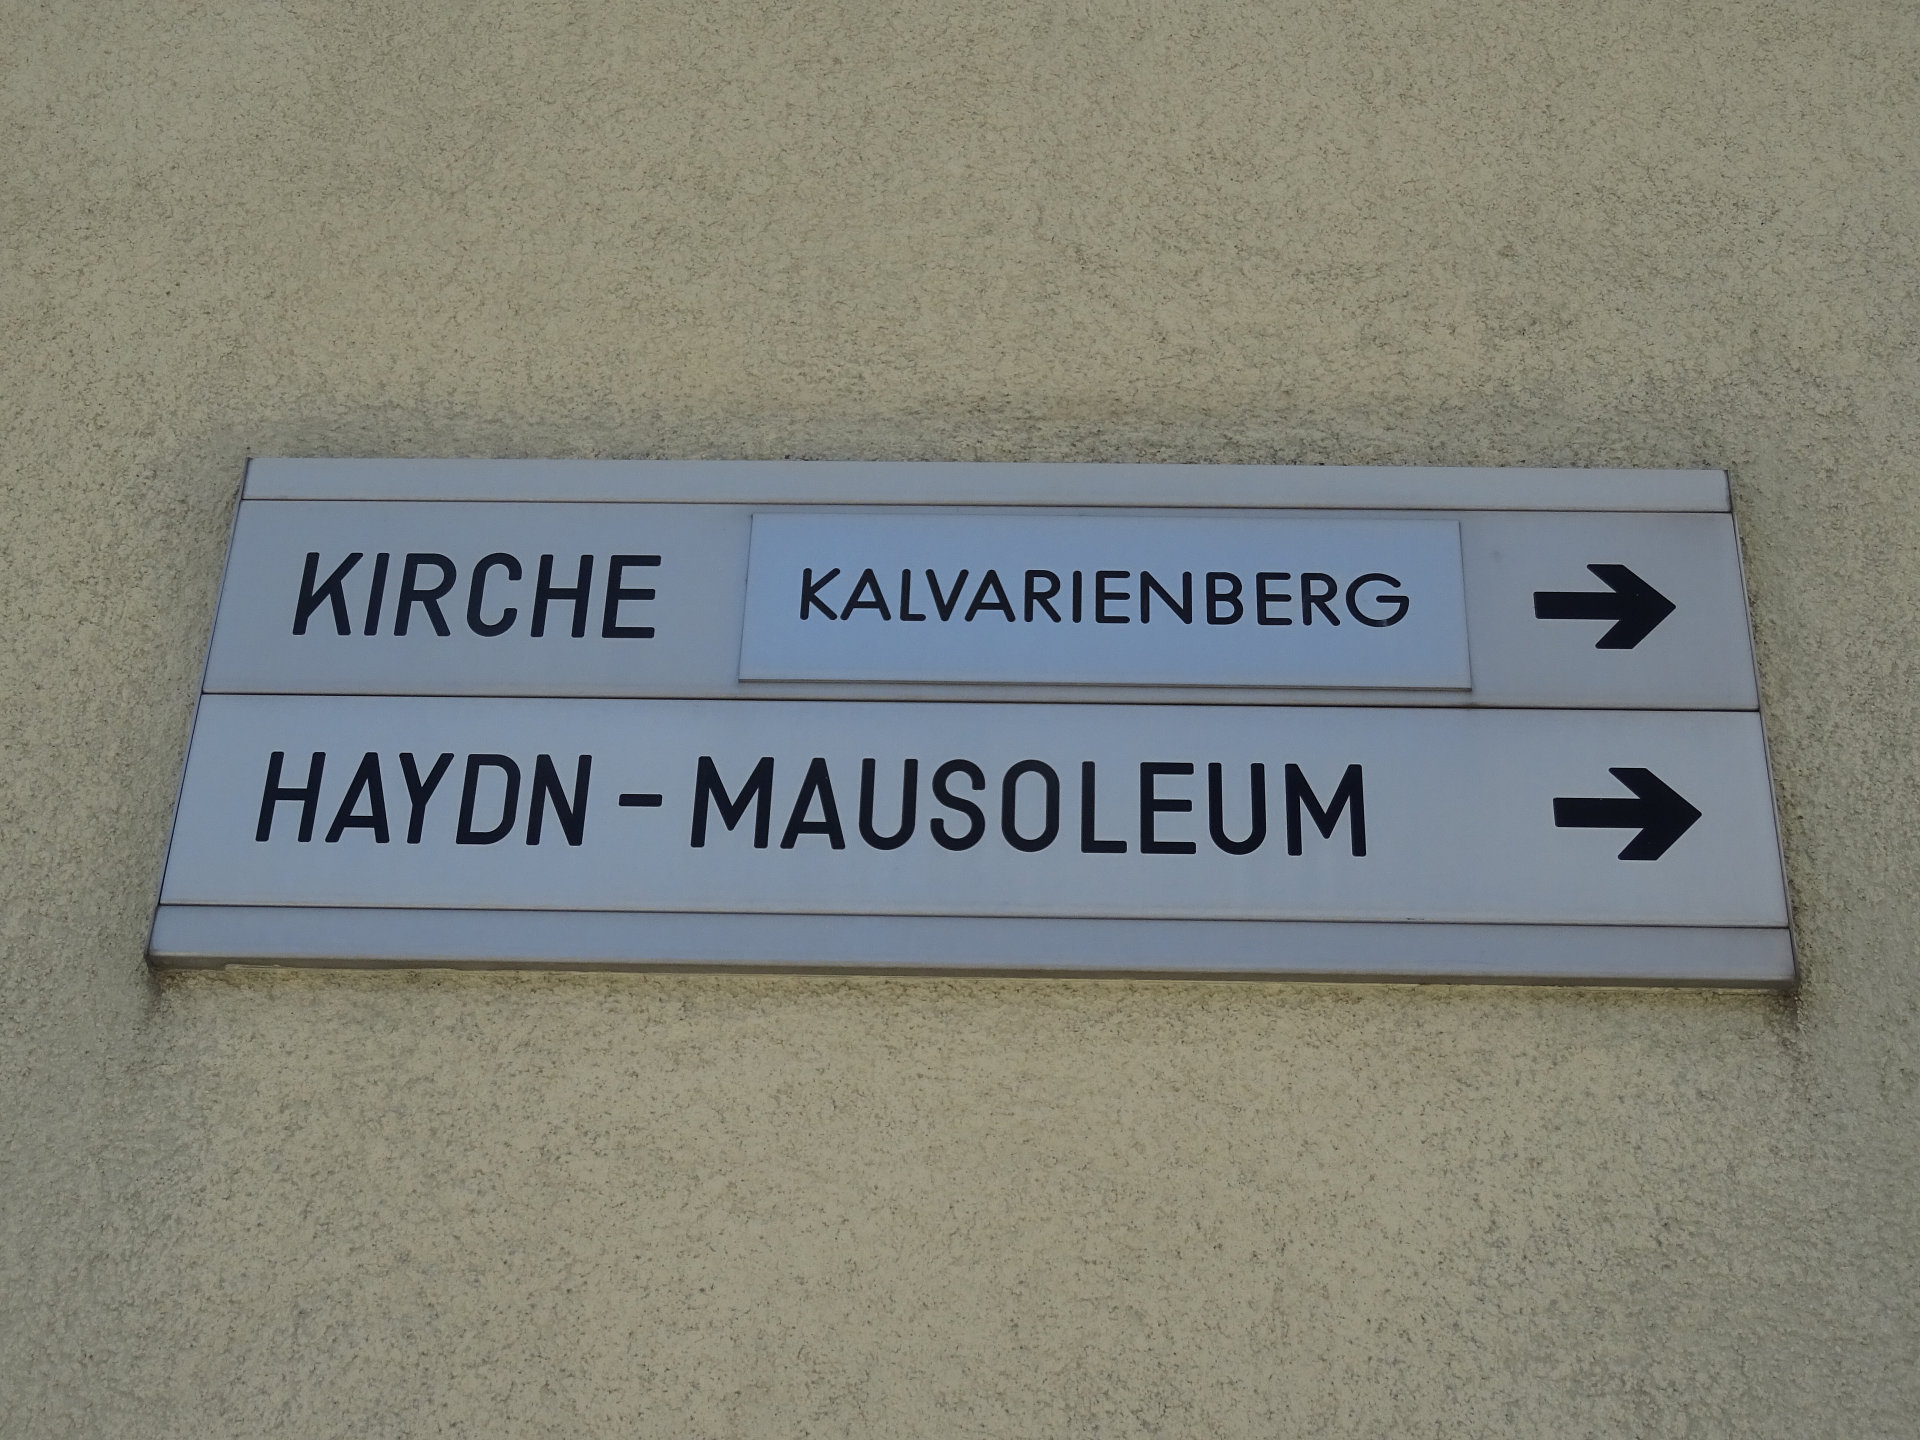 KIRCHE KALVARIENBERG →
HAYDN - MAUSOLEUM →